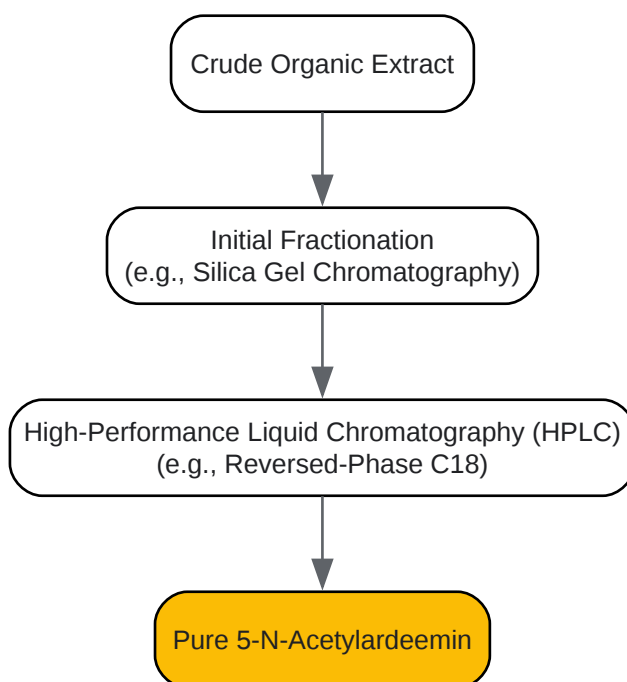 Crude Organic Extract
Initial Fractionation
(e.g., Silica Gel Chromatography)
High-Performance Liquid Chromatography (HPLC)
(e.g., Reversed-Phase C18)
Pure 5-N-Acetylardeemin